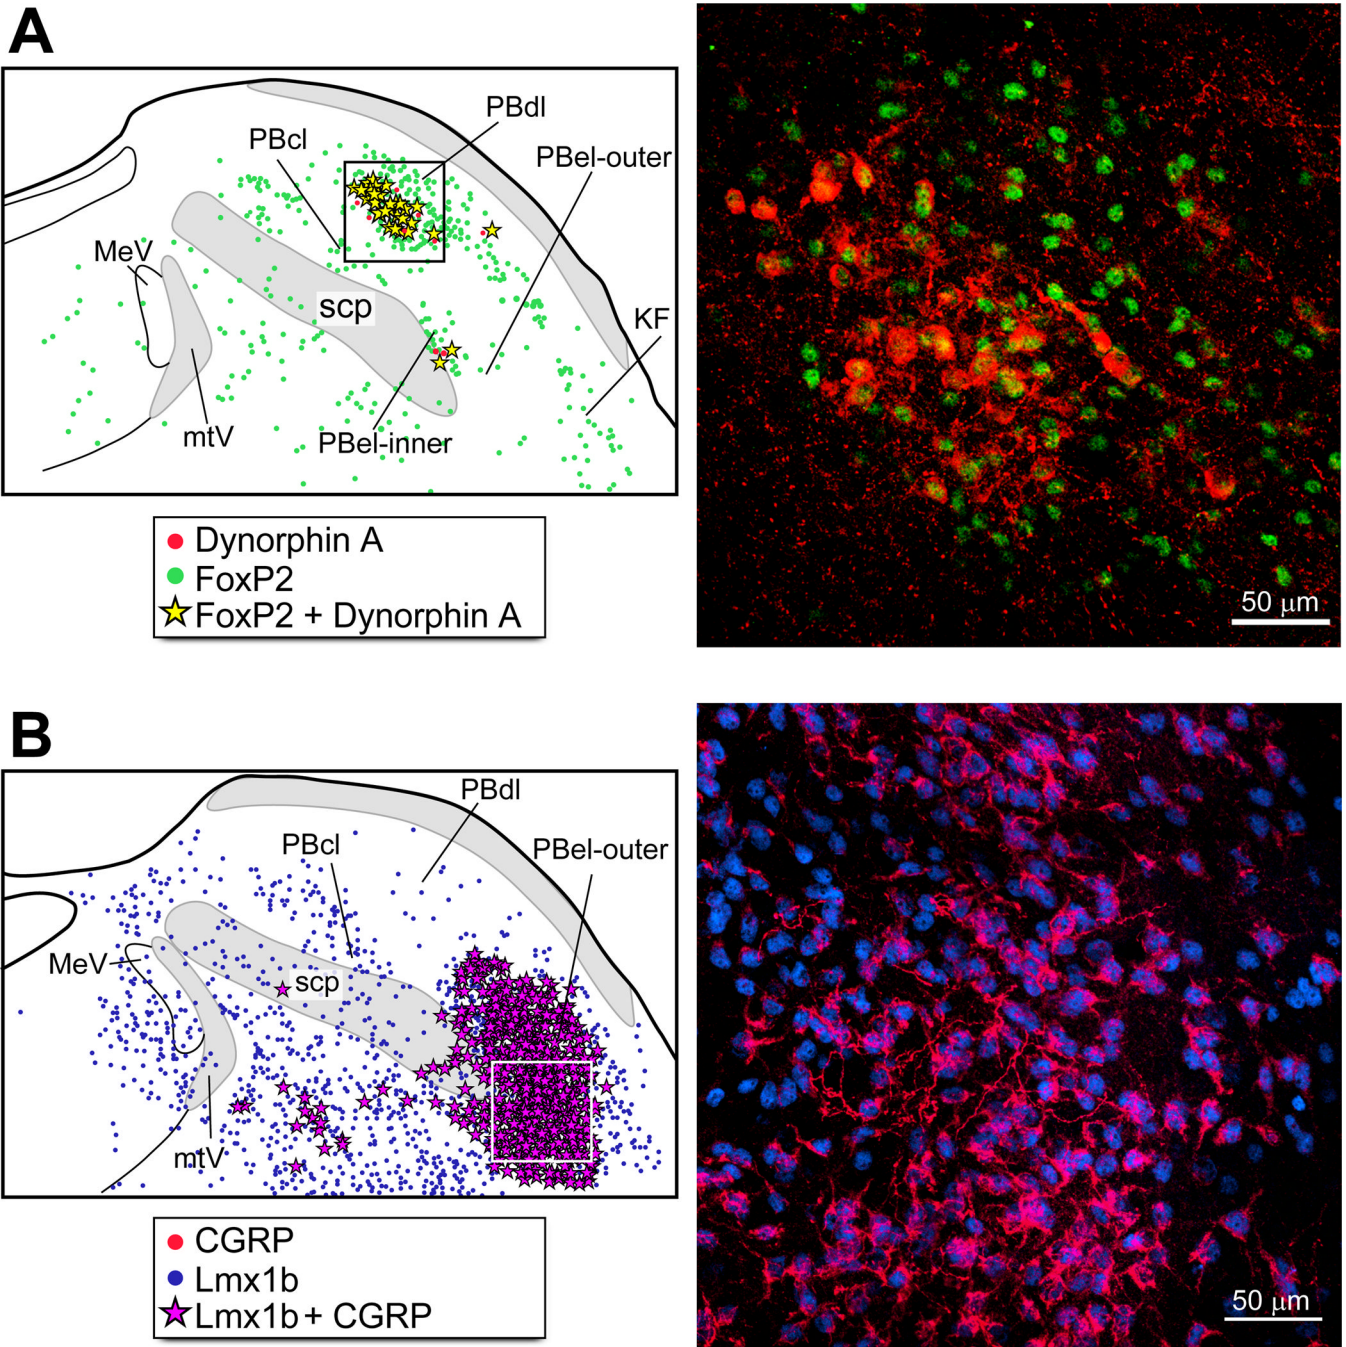 A
PBdl
PBcl
PBel-outer
MeV
scp
KF
mtV
PBel-inner
Dynorphin A
FoxP2
FoxP2 + Dynorphin A
50 μm
B
PBdl
PBcl
PBel-outer
MeV
scp
mtV
CGRP
Lmx1b
Lmx1b + CGRP
50 μm